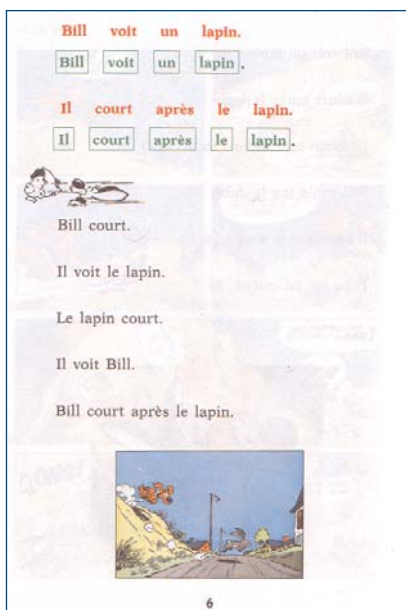 Bill voit un lapin.
Bill voit un lapin.
Il court après le lapin.
Il court après le lapin.
Bill court.
Il voit le lapin.
Le lapin court.
Il voit Bill.
Bill court après le lapin.
6